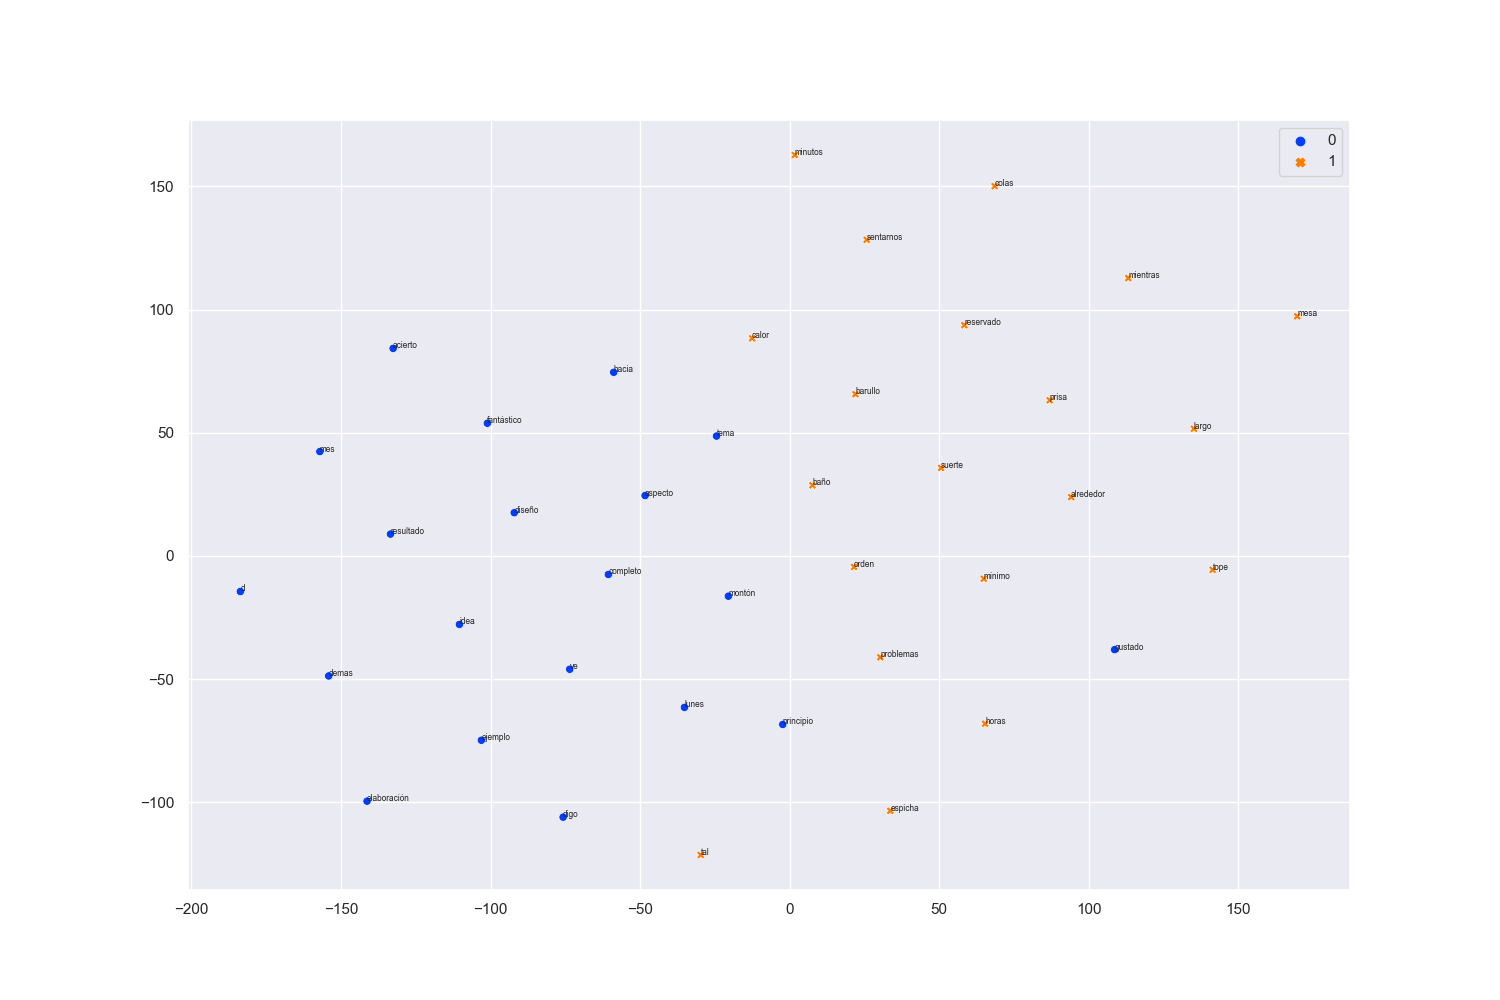 0
1
minutos
colas
sentarnos
mientras
mesa
reservado
calor
acierto
hacia
barullo
prisa
fantástico
largo
tema
mes
suerte
baño
aspecto
alrededor
diseño
resultado
orden
completo
mínimo
tope
d
montón
idea
problemas
gustado
ve
demas
lunes
principio
horas
ejemplo
elaboración
espicha
digo
tal
150
100
50
0
−50
−100
−200
−150
−100
−50
0
50
100
150